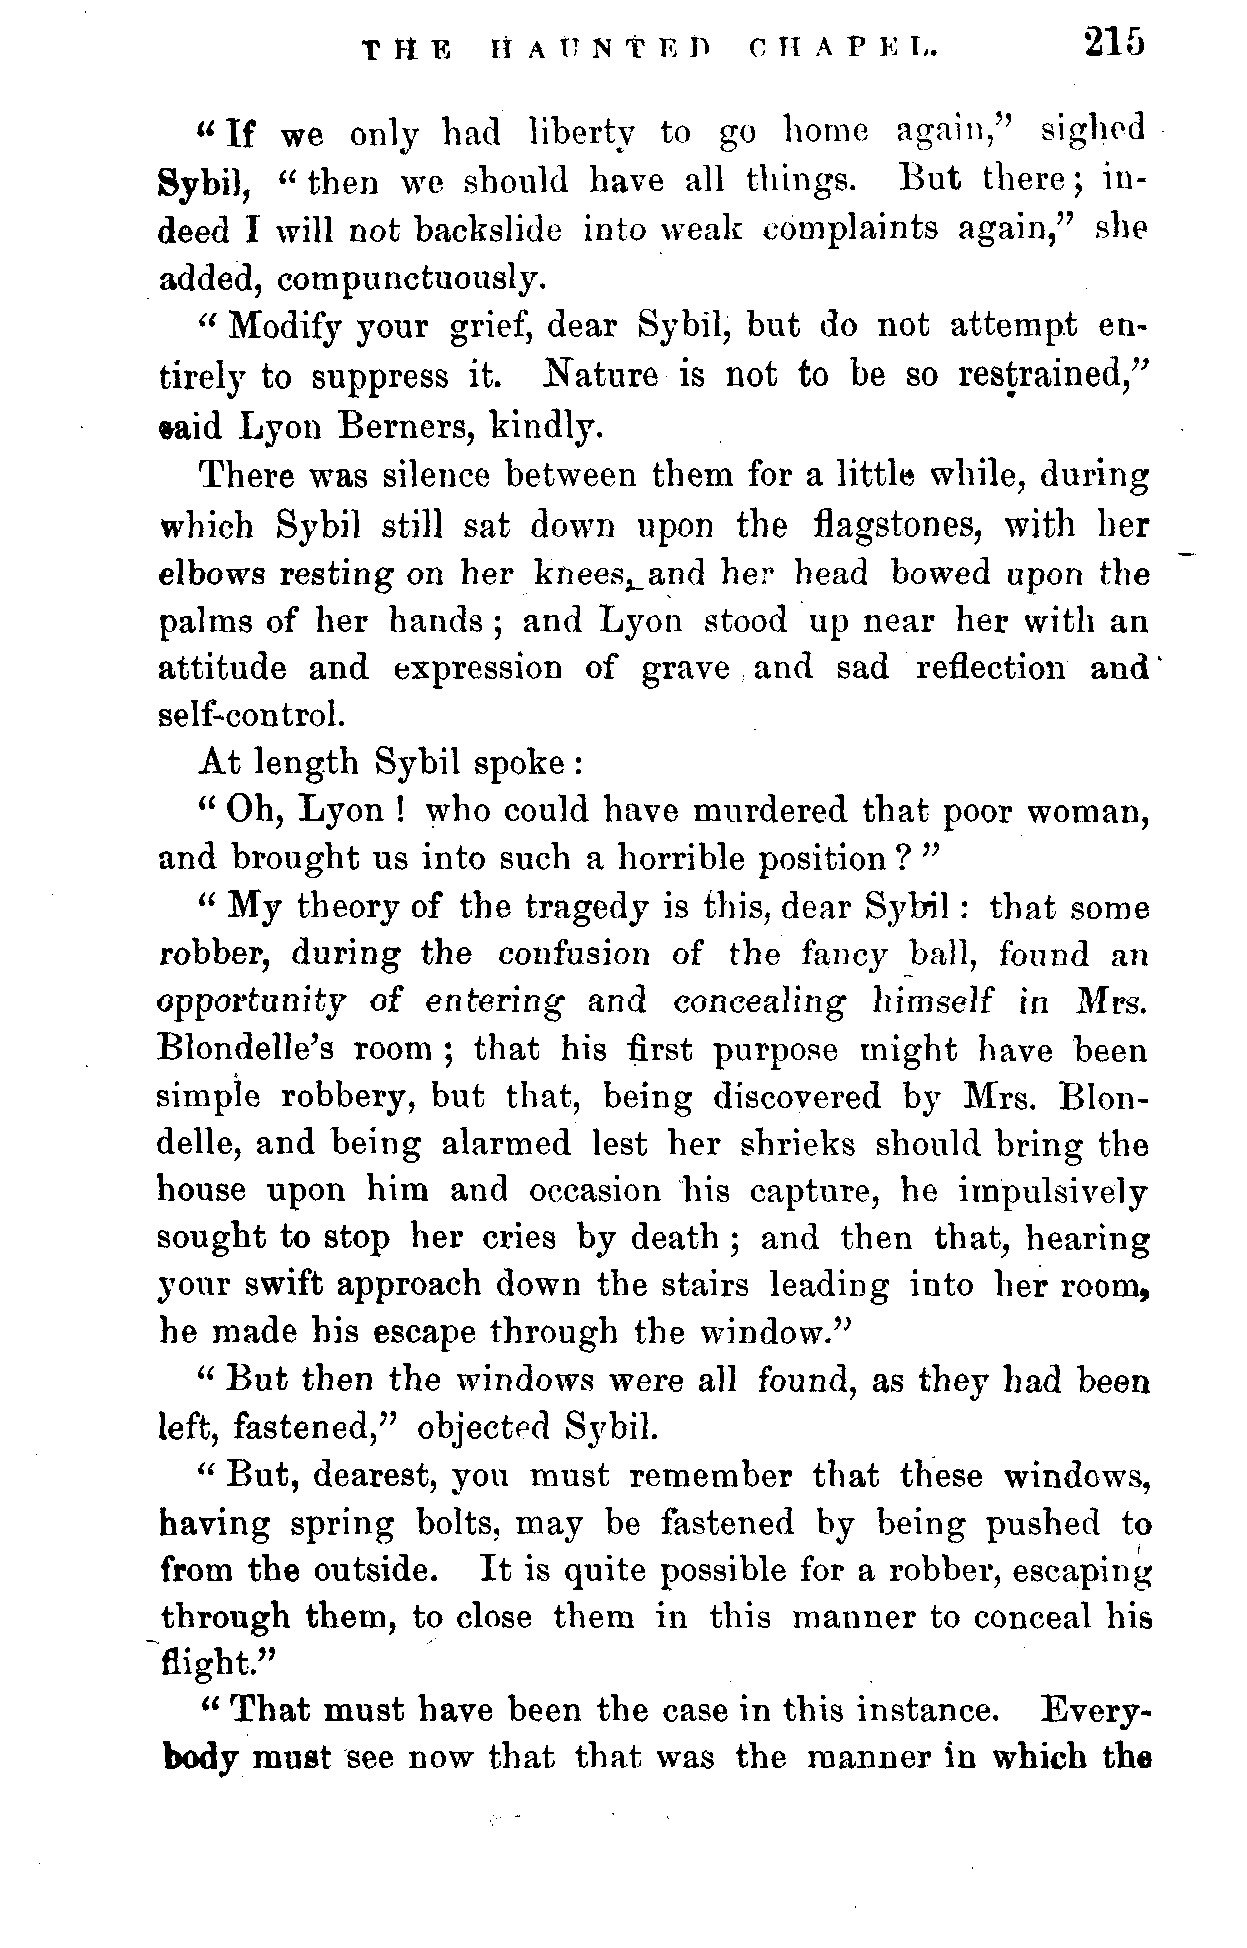 THE HAUNTED CHAPEL. 215
“ If we only had liberty to go home again,” sighed
Sybil, “ then we should have all things. But there ; in-
deed I will not backslide into weak complaints again,” she
added, compunctuously.
“ Modify your grief, dear Sybil, but do not attempt en-
tirely to suppress it. Nature is not to be so restrained,”
said Lyon Berners, kindly.
There was silence between them for a little while, during
which Sybil still sat down upon the flagstones, with her
elbows resting on her knees, and her head bowed upon the
palms of her hands ; and Lyon stood up near her with an
attitude and expression of grave and sad reflection and
self-control.
At length Sybil spoke :
“ Oh, Lyon ! who could have murdered that poor woman,
and brought us into such a horrible position ? ”
“ My theory of the tragedy is this, dear Sybil : that some
robber, during the confusion of the fancy ball, found an
opportunity of entering and concealing himself in Mrs.
Blondelle’s room ; that his first purpose might have been
simple robbery, but that, being discovered by Mrs. Blon-
delle, and being alarmed lest her shrieks should bring the
house upon him and occasion his capture, he impulsively
sought to stop her cries by death ; and then that, hearing
your swift approach down the stairs leading into her room,
he made his escape through the window.”
“ But then the windows were all found, as they had been
left, fastened,” objected Sybil.
“ But, dearest, you must remember that these windows,
having spring bolts, may be fastened by being pushed to
from the outside. It is quite possible for a robber, escaping
through them, to close them in this manner to conceal his
flight.”
“ That must have been the case in this instance. Every-
body must see now that that was the manner in which the